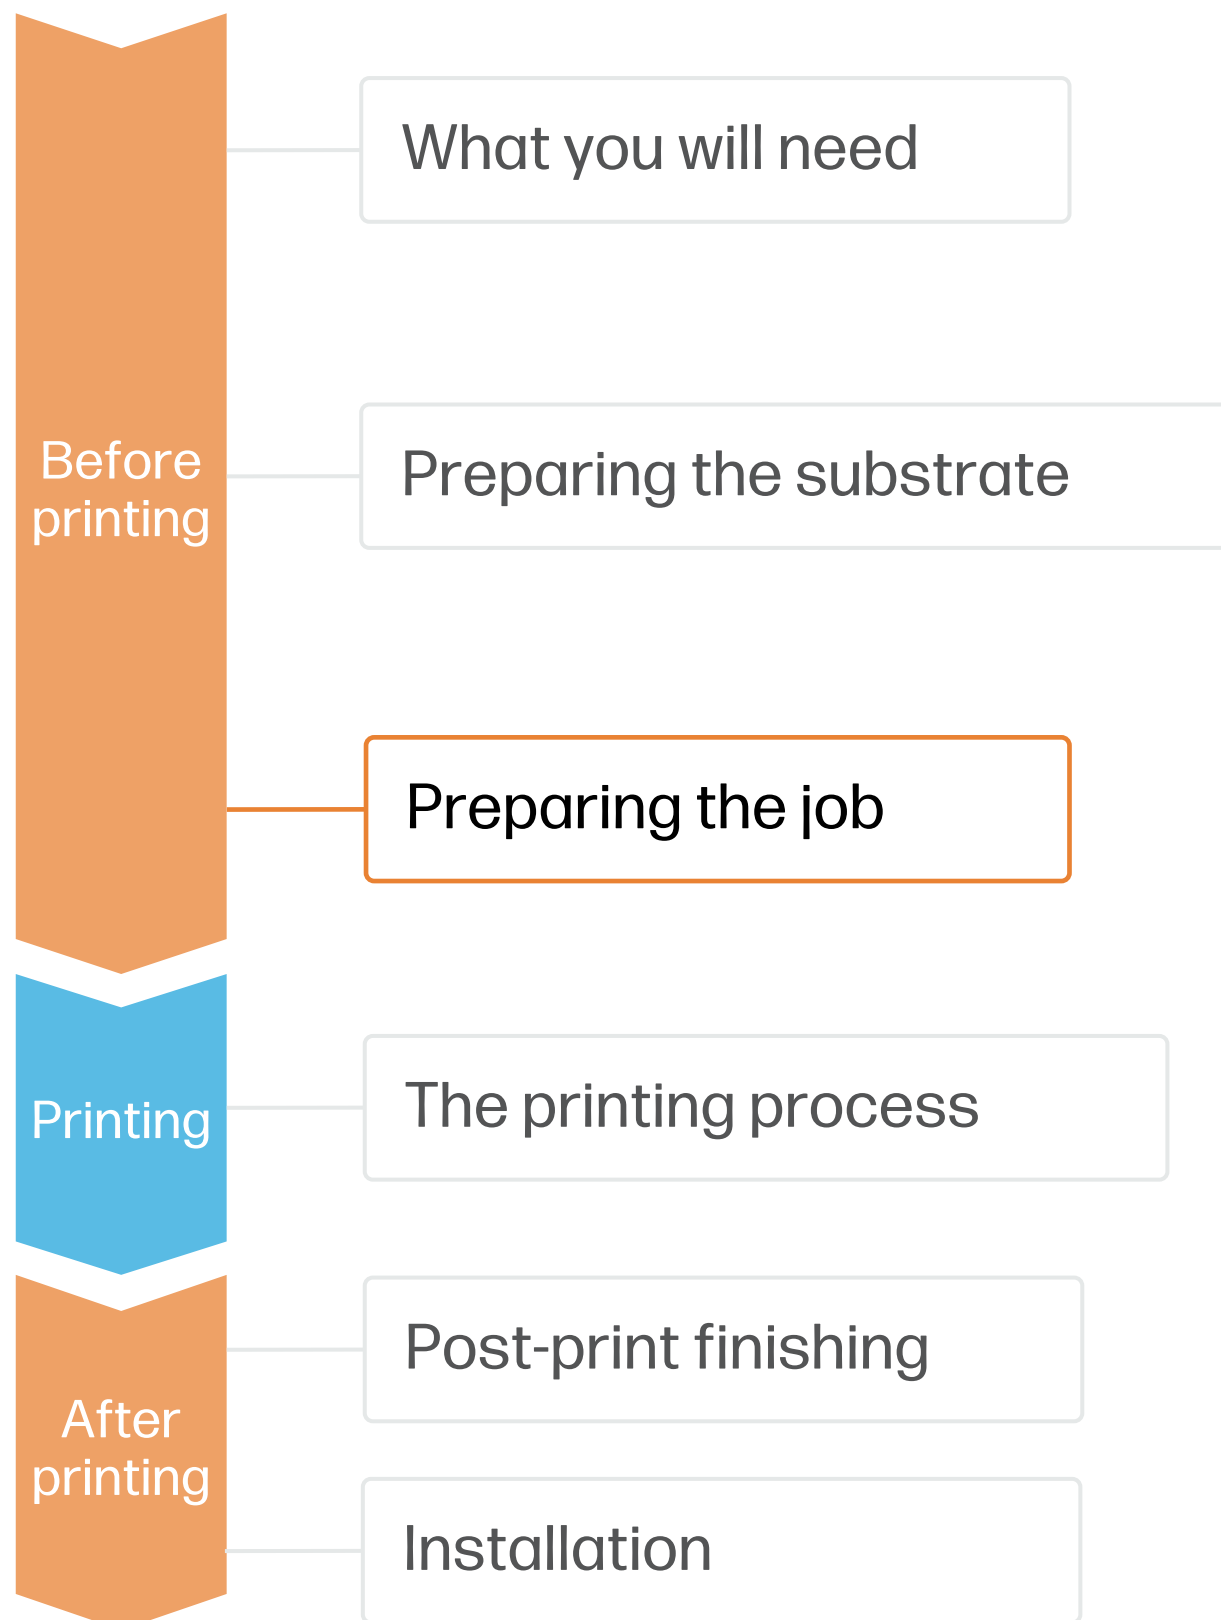 What you will need
Before
printing
Preparing the substrate
Preparing the job
Printing
The printing process
After
printing
Post-print finishing
Installation